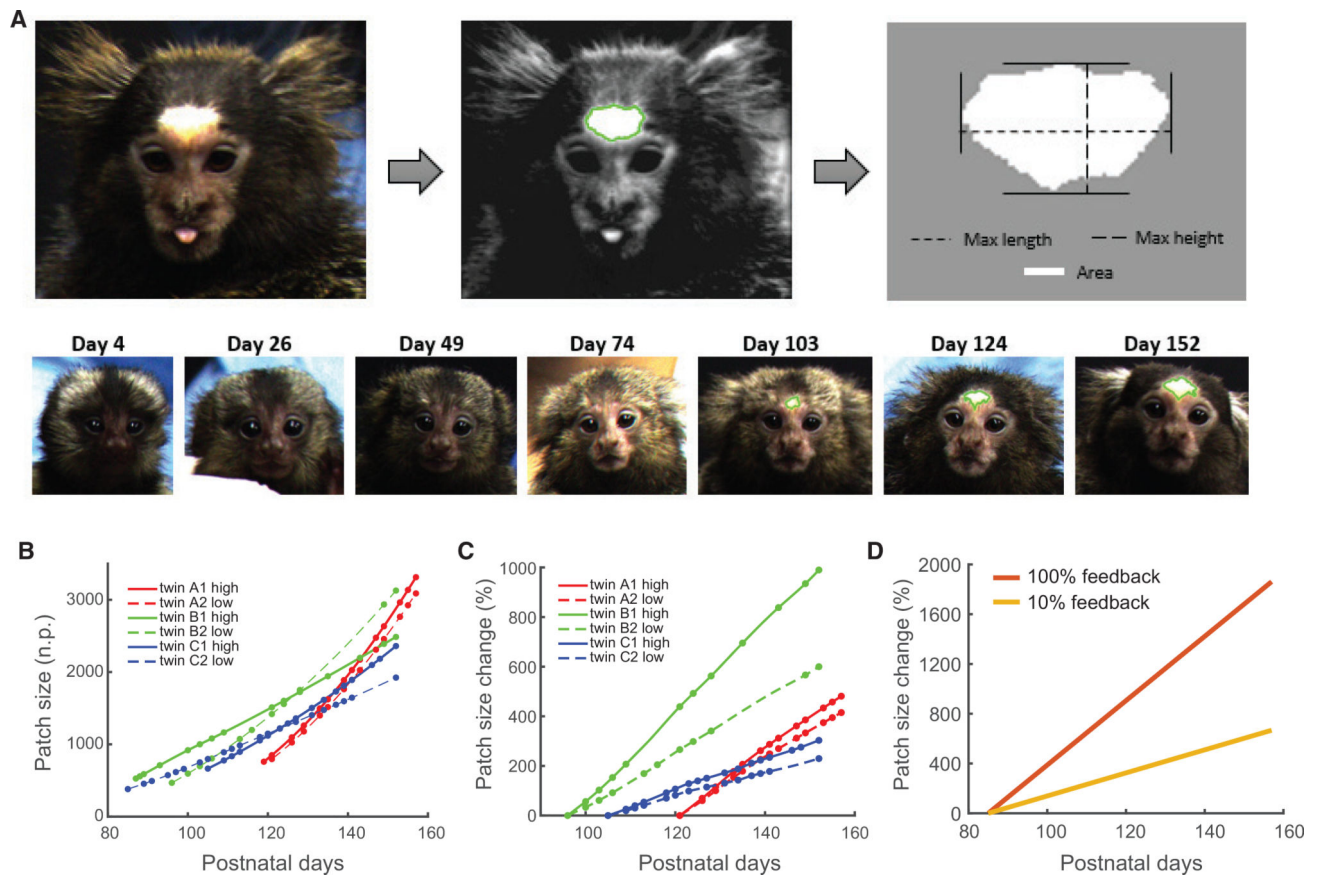 A
Max length
Max height
Area
Day 4
Day 26
Day 49
Day 74
Day 103
Day 124
Day 152
B
twin A1 high
twin A2 low
twin B1 high
twin B2 low
twin C1 high
twin C2 low
Patch size (n.p.)
3000
2000
1000
0
80
100
120
140
160
Postnatal days
C
twin A1 high
twin A2 low
twin B1 high
twin B2 low
twin C1 high
twin C2 low
Patch size change (%)
1000
800
600
400
200
0
100
120
140
160
Postnatal days
D
100% feedback
10% feedback
Patch size change (%)
2000
1600
1200
800
400
0
80
100
120
140
160
Postnatal days